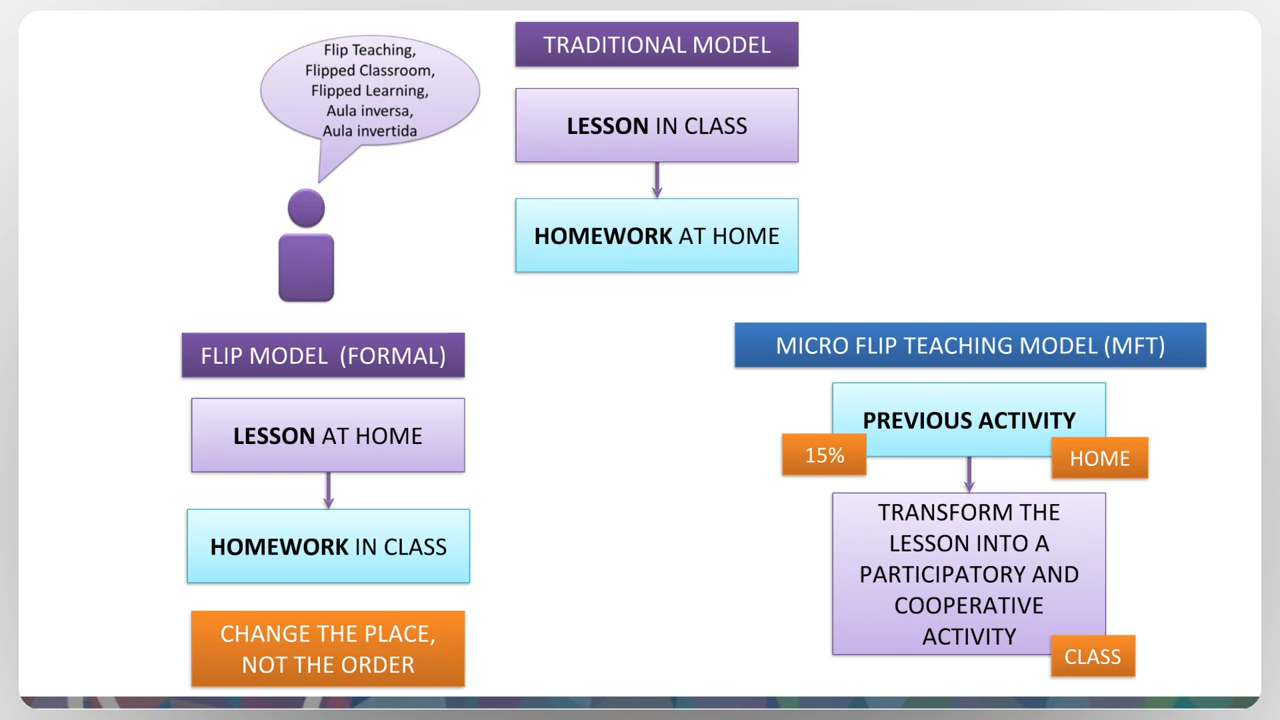 Flip Teaching,
Flipped Classroom,
Flipped Learning,
Aula inversa,
Aula invertida
TRADITIONAL MODEL
LESSON IN CLASS
HOMEWORK AT HOME
FLIP MODEL (FORMAL)
LESSON AT HOME
HOMEWORK IN CLASS
CHANGE THE PLACE,
NOT THE ORDER
MICRO FLIP TEACHING MODEL (MFT)
PREVIOUS ACTIVITY
15%
HOME
TRANSFORM THE
LESSON INTO A
PARTICIPATORY AND
COOPERATIVE
ACTIVITY
CLASS